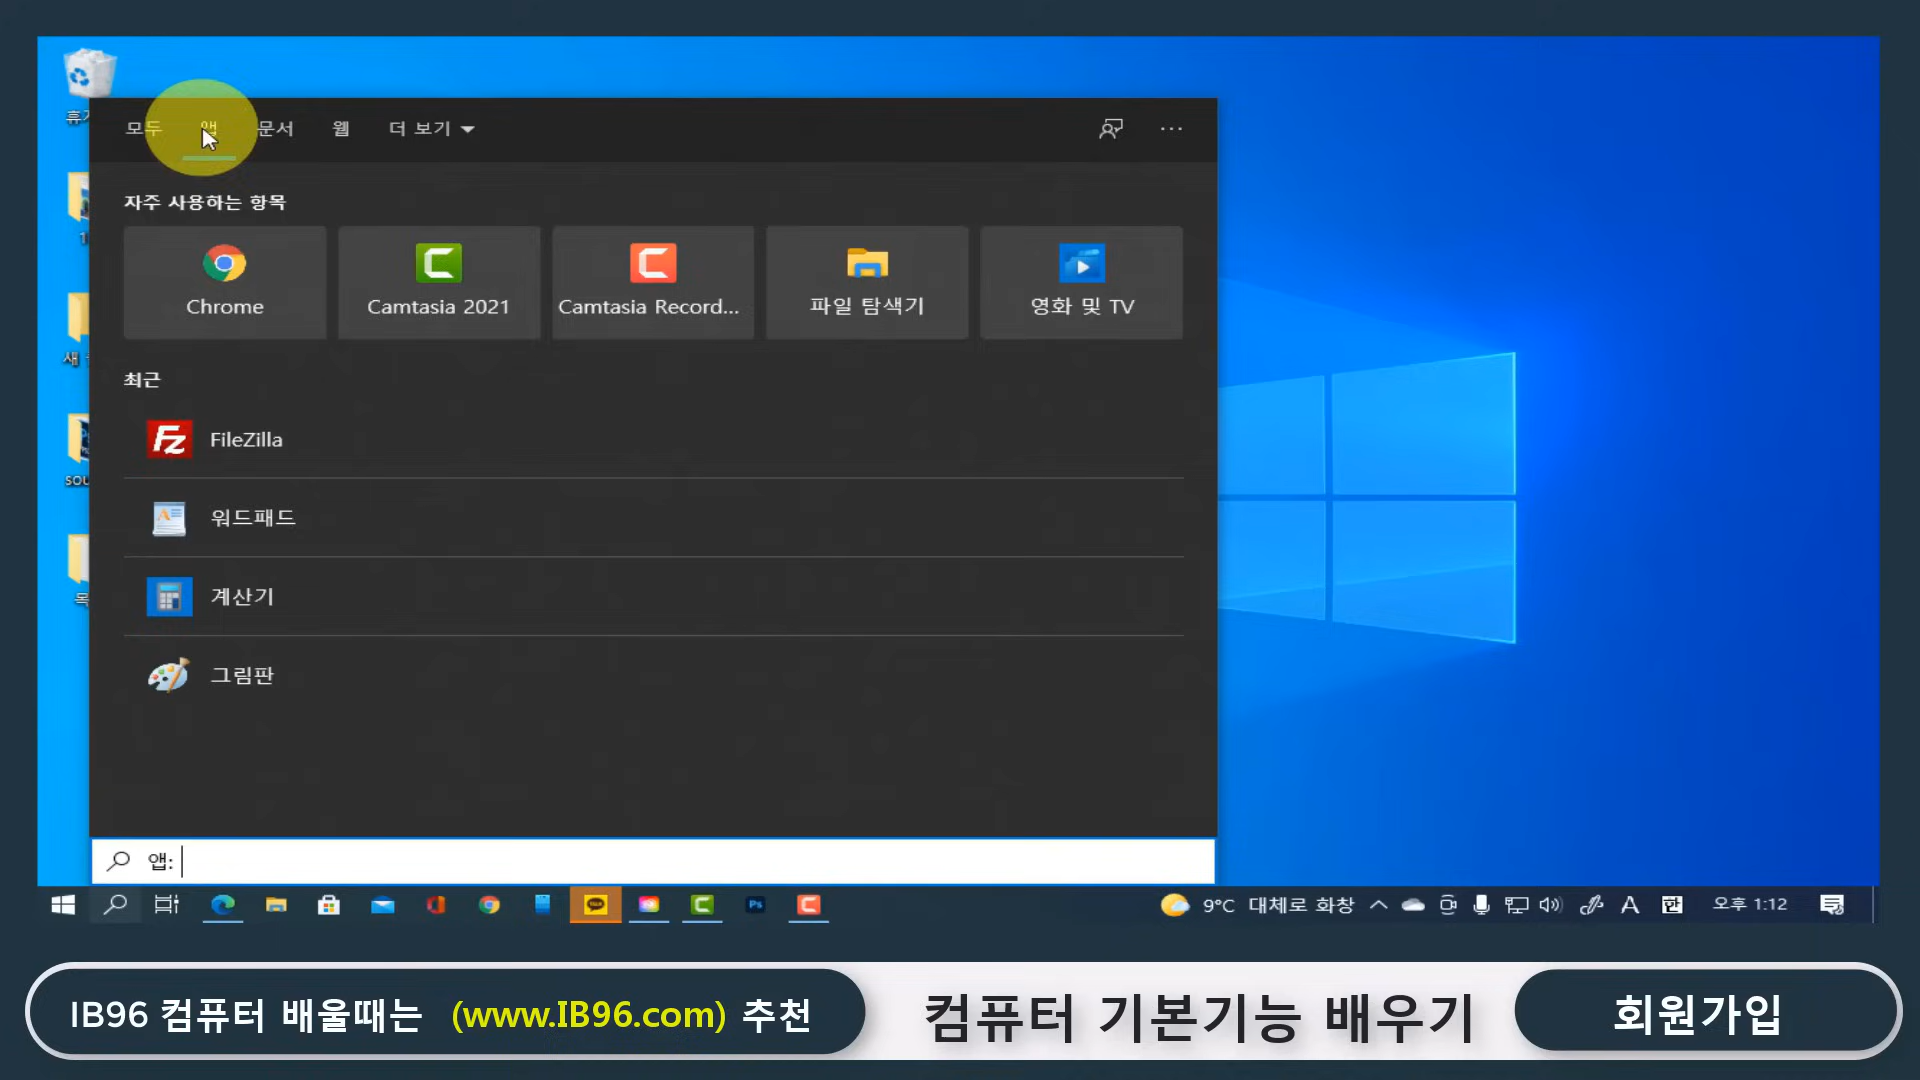 모두 앱 문서 웹 더 보기
자주 사용하는 항목
Chrome Camtasia 2021 Camtasia Record... 파일 탐색기 영화 및 TV
최근
FileZilla
워드패드
계산기
그림판
앱:
9°C 대체로 화창 A 한 오후 1:12
IB96 컴퓨터 배울때는 (www.IB96.com) 추천 컴퓨터 기본기능 배우기 회원가입